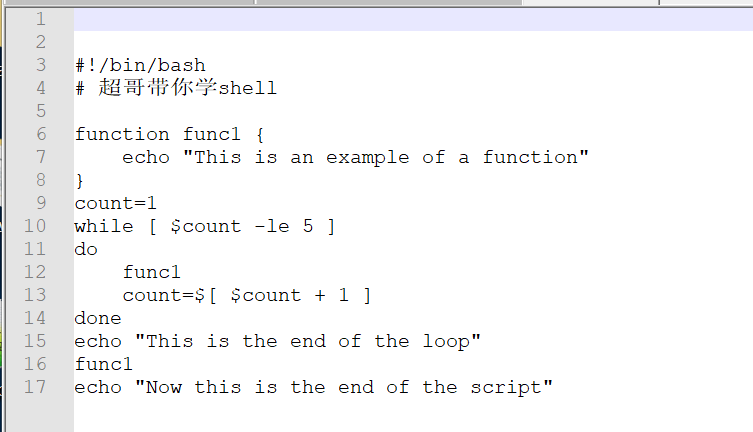 1
2
3 #!/bin/bash
4 # 超哥带你学shell
5
6 function func1 {
7     echo "This is an example of a function"
8 }
9 count=1
10 while [ $count -le 5 ]
11 do
12     func1
13     count=$[ $count + 1 ]
14 done
15 echo "This is the end of the loop"
16 func1
17 echo "Now this is the end of the script"